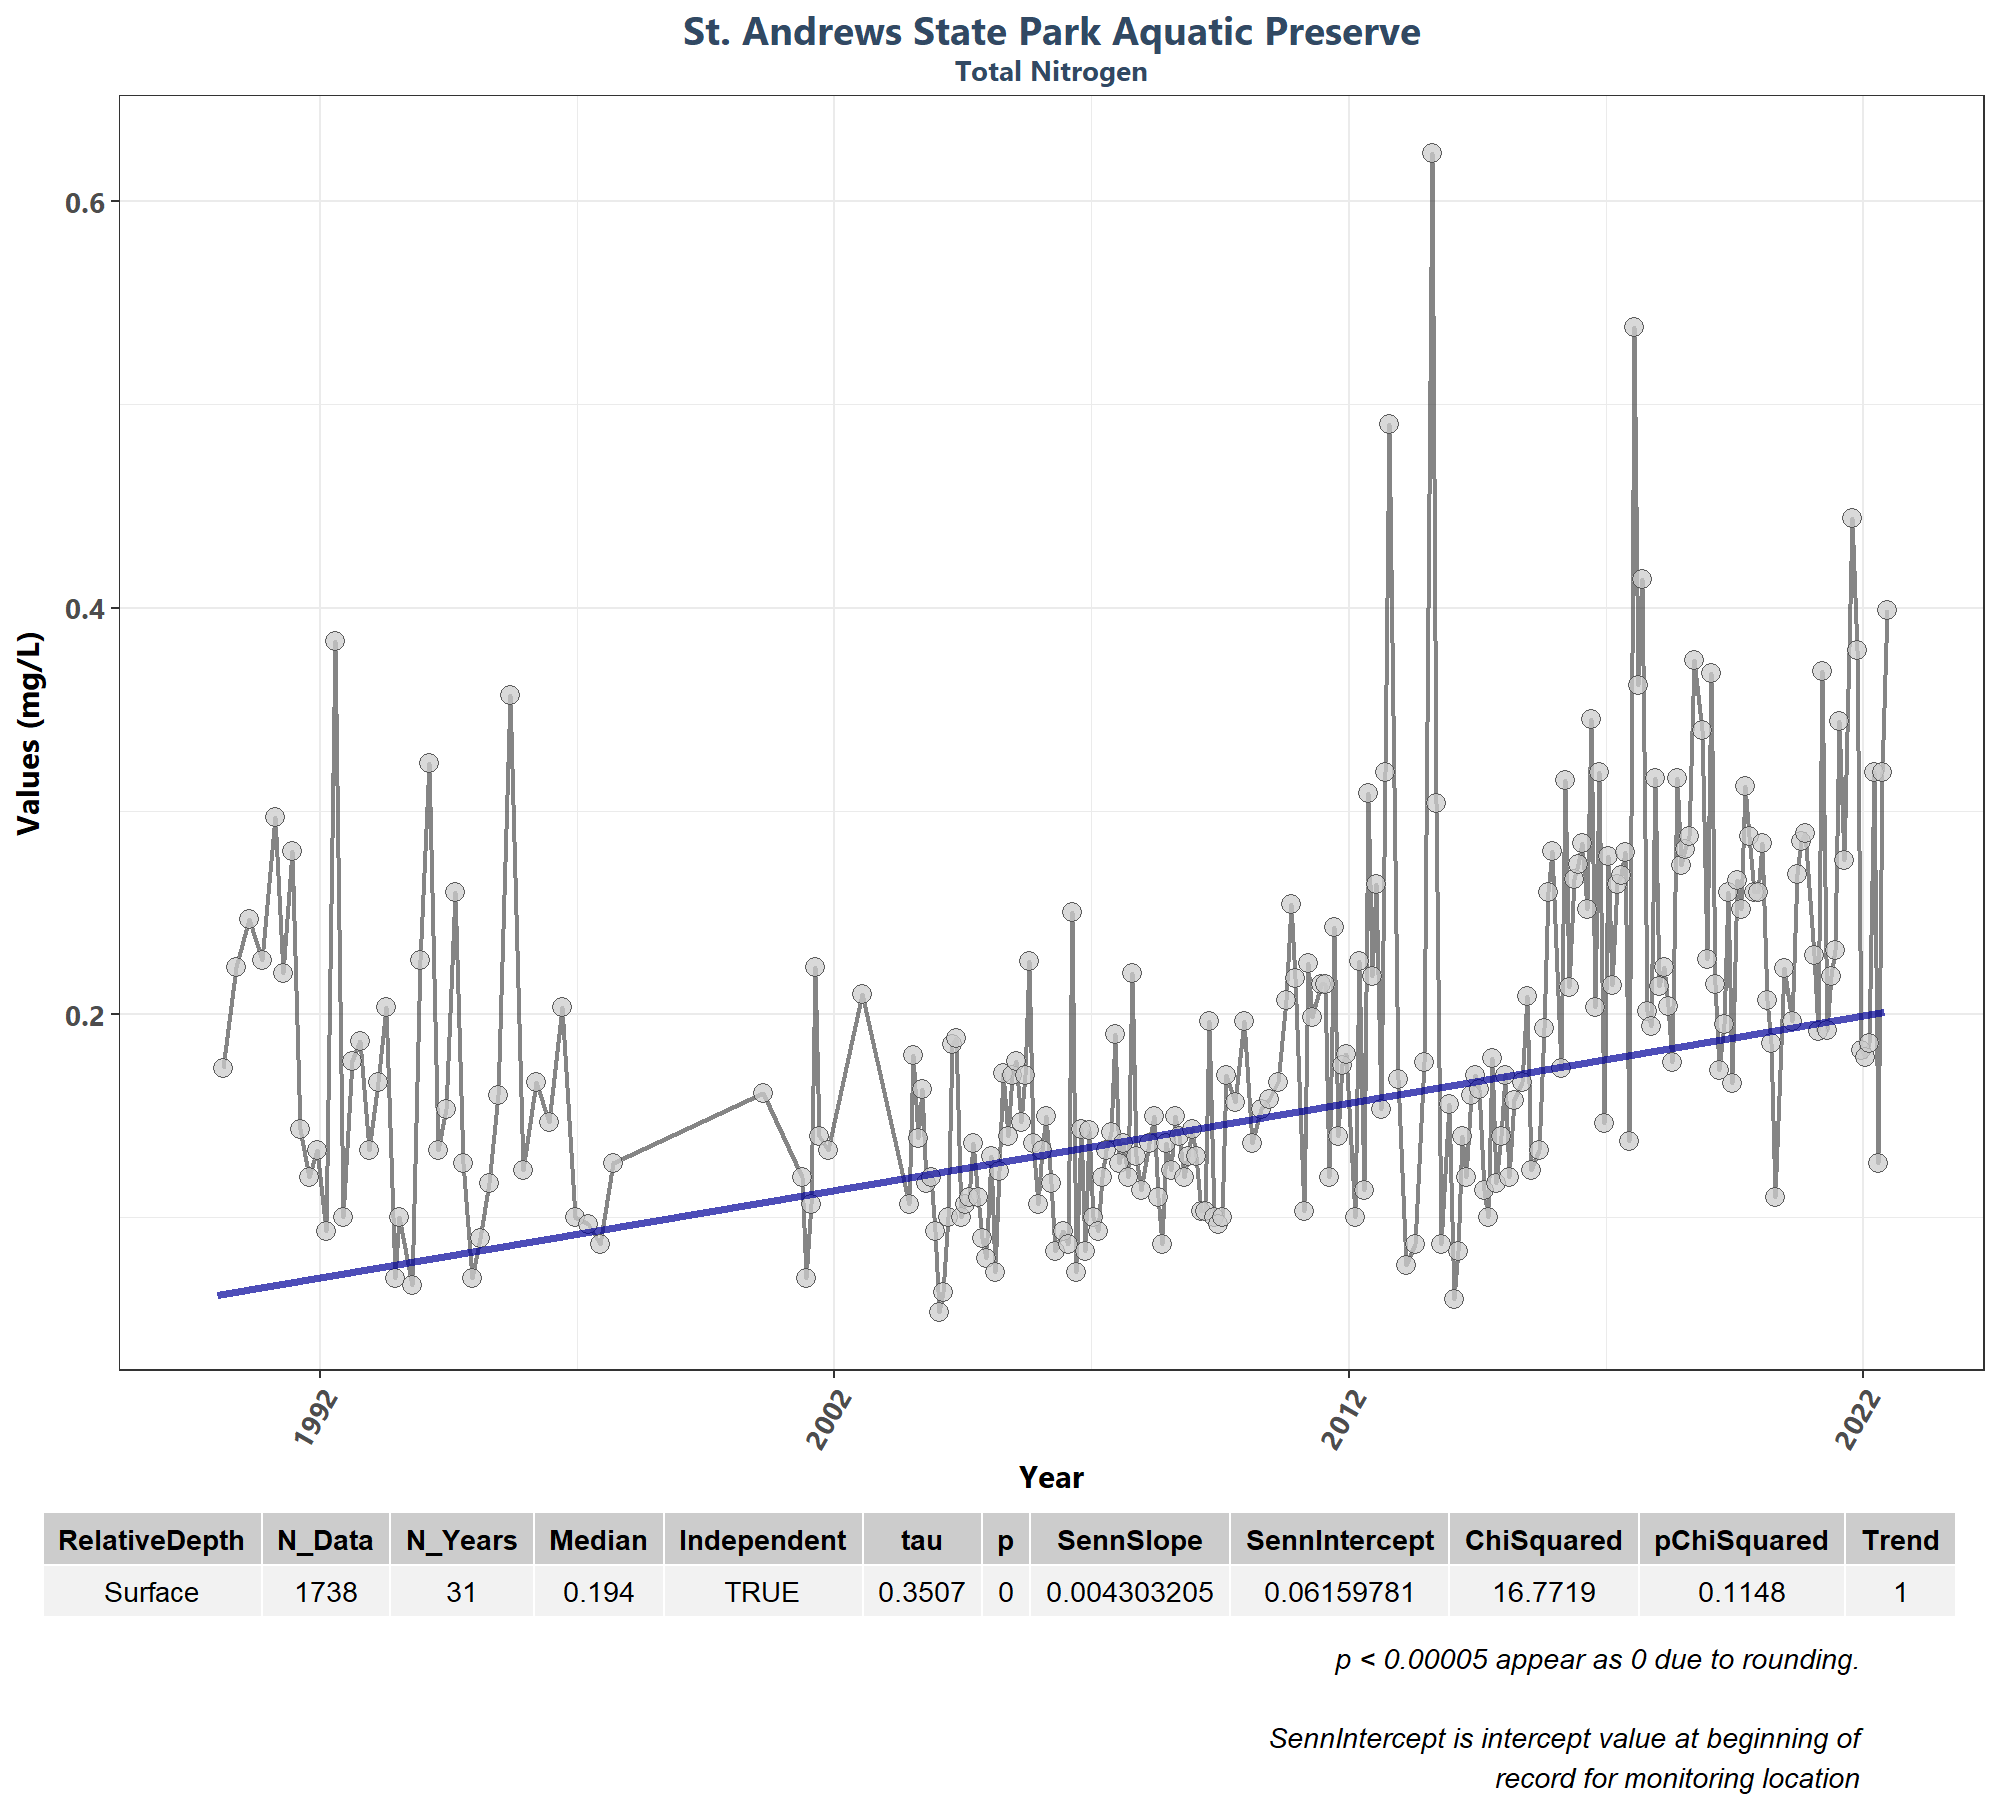 St. Andrews State Park Aquatic Preserve
Total Nitrogen
0.6
0.4
0.2
Values (mg/L)
1992
2002
2012
2022
Year
RelativeDepth N_Data N_Years Median Independent tau p SennSlope SennIntercept ChiSquared pChiSquared Trend
Surface 1738 31 0.194 TRUE 0.3507 0 0.004303205 0.06159781 16.7719 0.1148 1
p < 0.00005 appear as 0 due to rounding.
SennIntercept is intercept value at beginning of
record for monitoring location